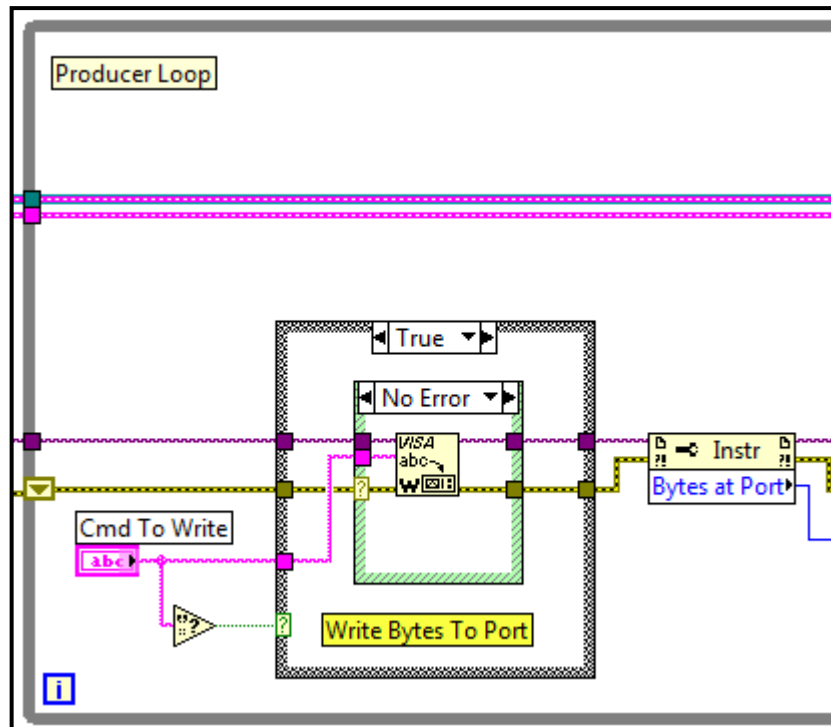 Producer Loop
True
No Error
VISA
abc
W
Instr
Bytes at Port
Cmd To Write
abc
?
?
?
Write Bytes To Port
i